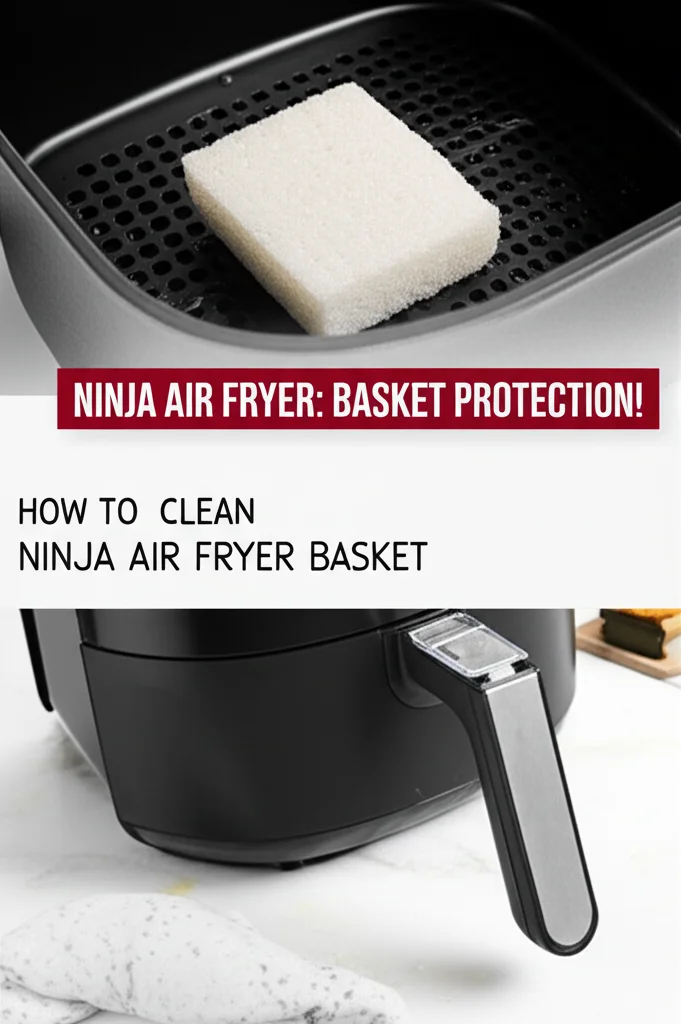 NINJA AIR FRYER: BASKET PROTECTION!
HOW TO CLEAN
NINJA AIR FRYER BASKET